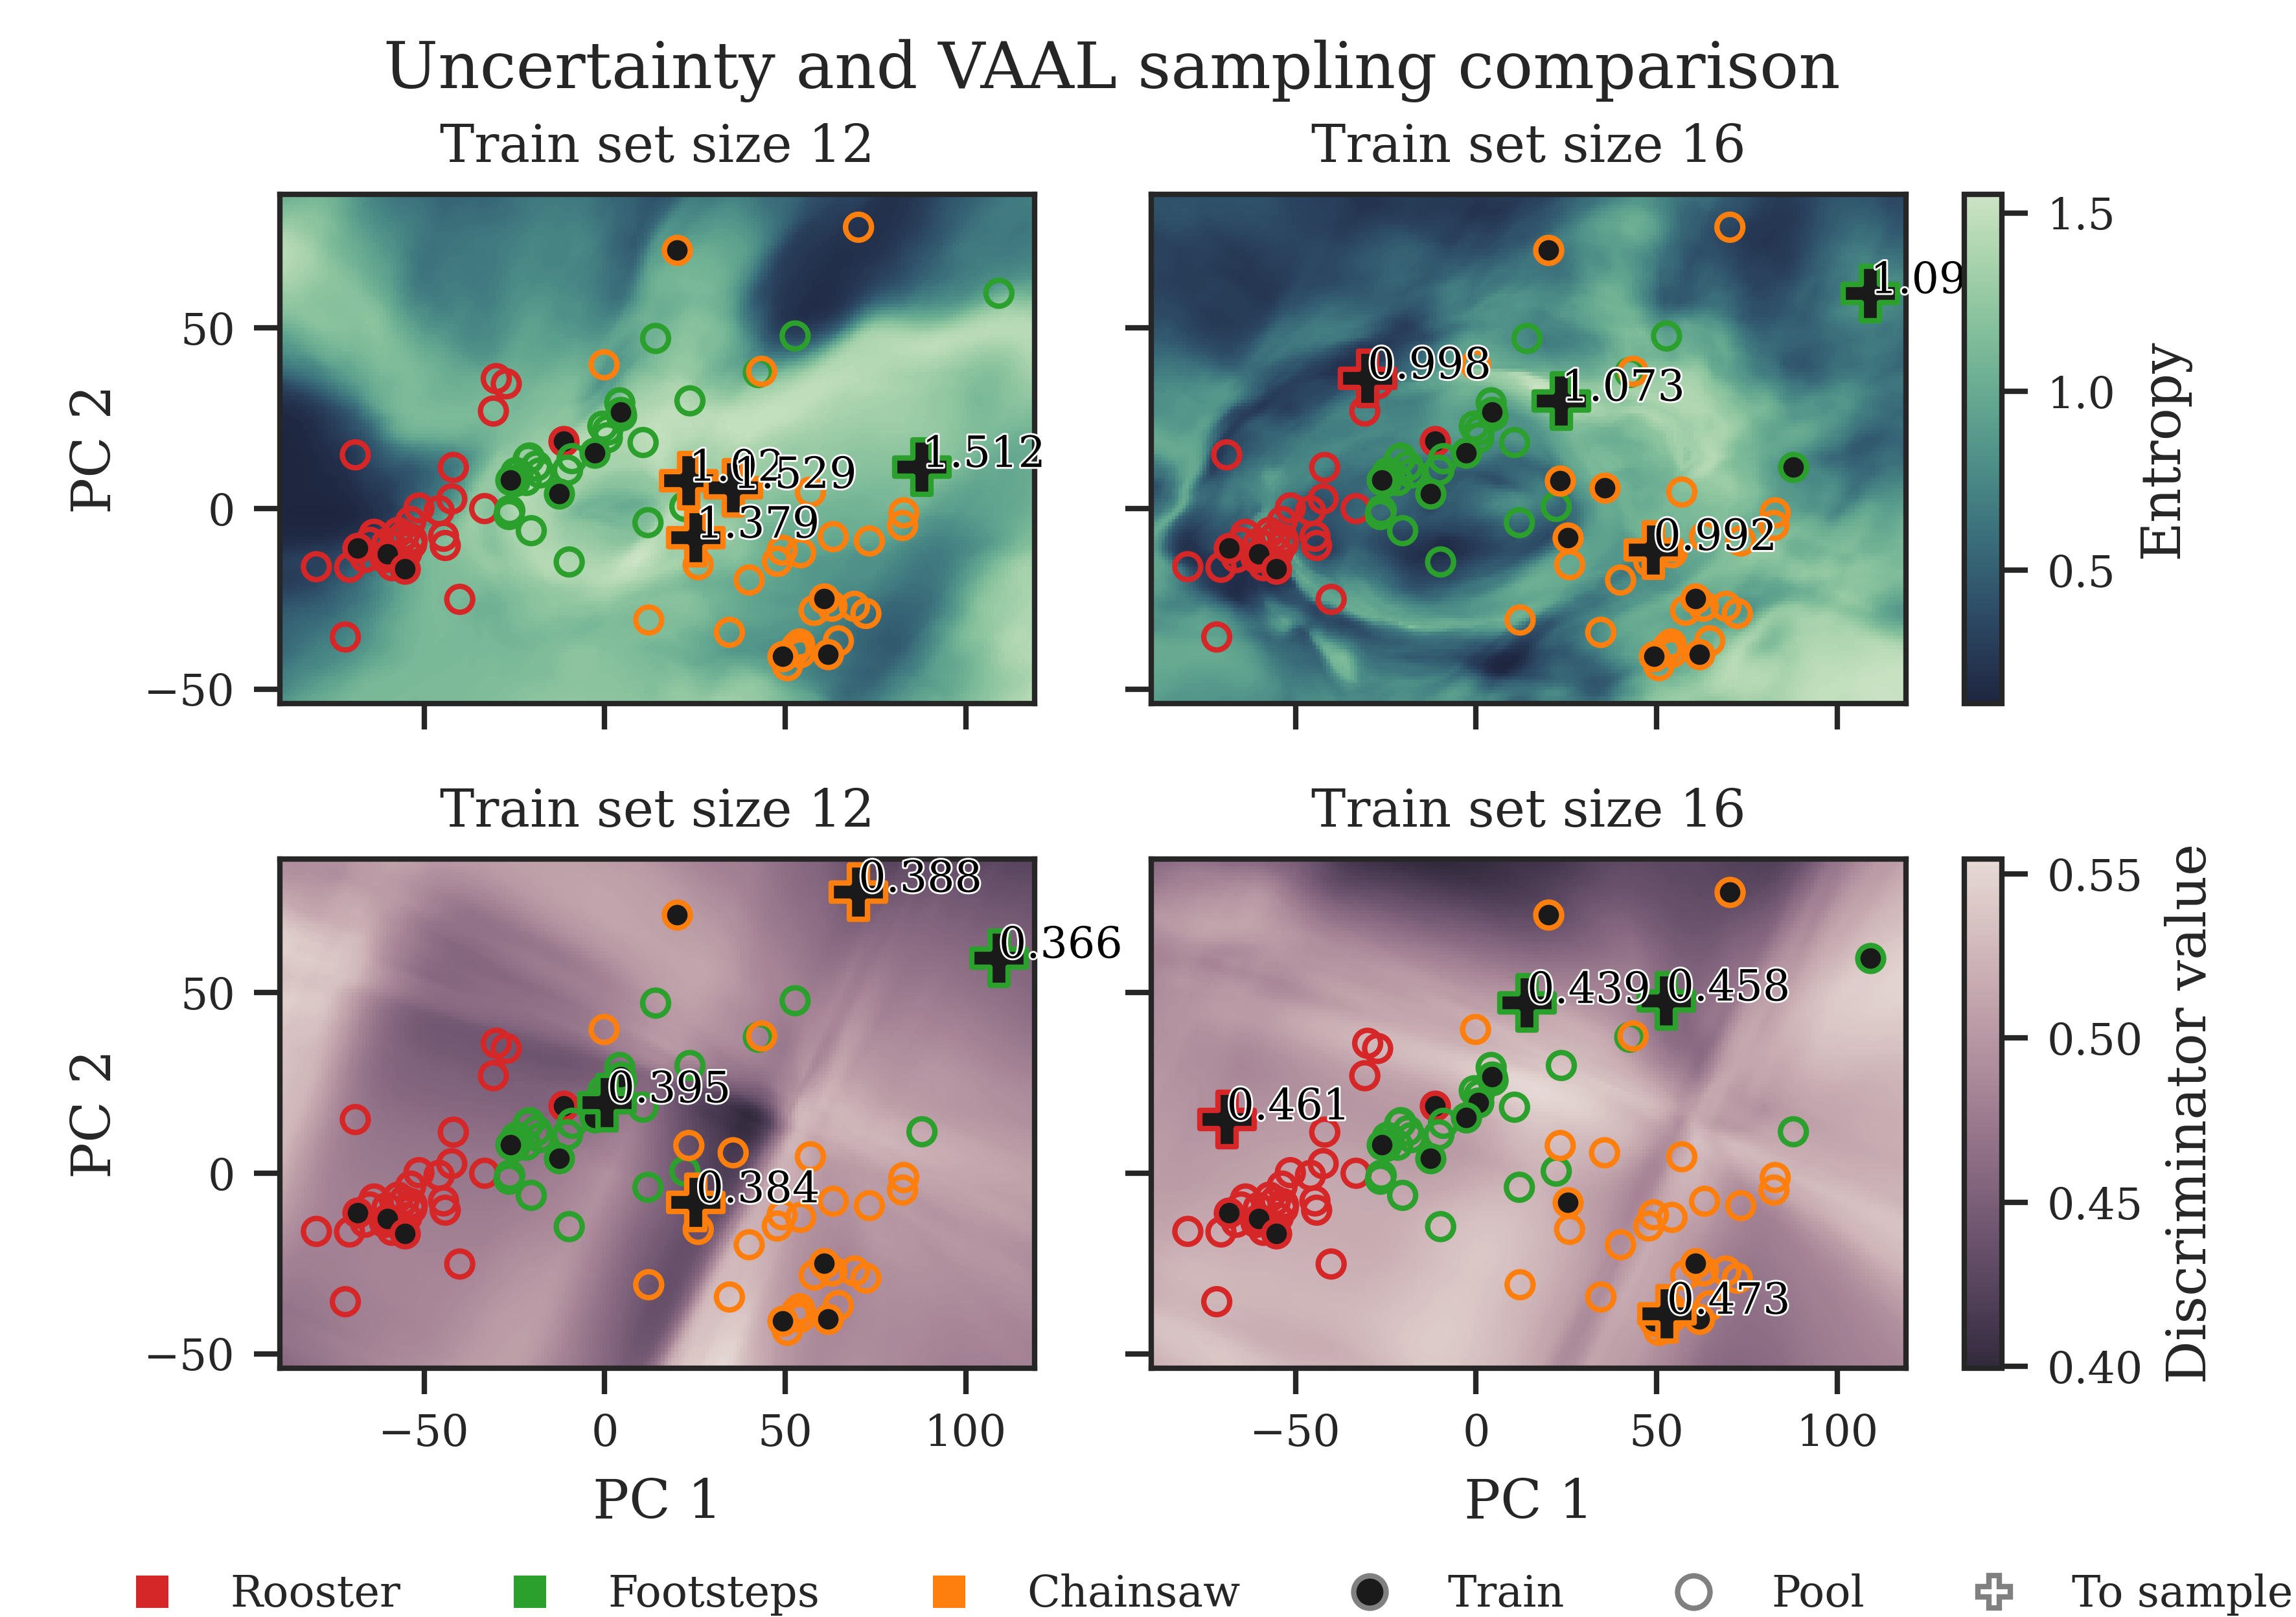 Uncertainty and VAAL sampling comparison
Train set size 12
Train set size 16
PC 2
50
0
−50
1.512
1.529
1.379
1.09
0.998
1.073
0.992
1.5
1.0
0.5
Entropy
Train set size 12
Train set size 16
PC 2
50
0
−50
0.388
0.366
0.395
0.384
0.439
0.458
0.461
0.473
0.55
0.50
0.45
0.40
Discriminator value
−50 0 50 100
−50 0 50 100
PC 1
PC 1
Rooster Footsteps Chainsaw Train Pool To sample